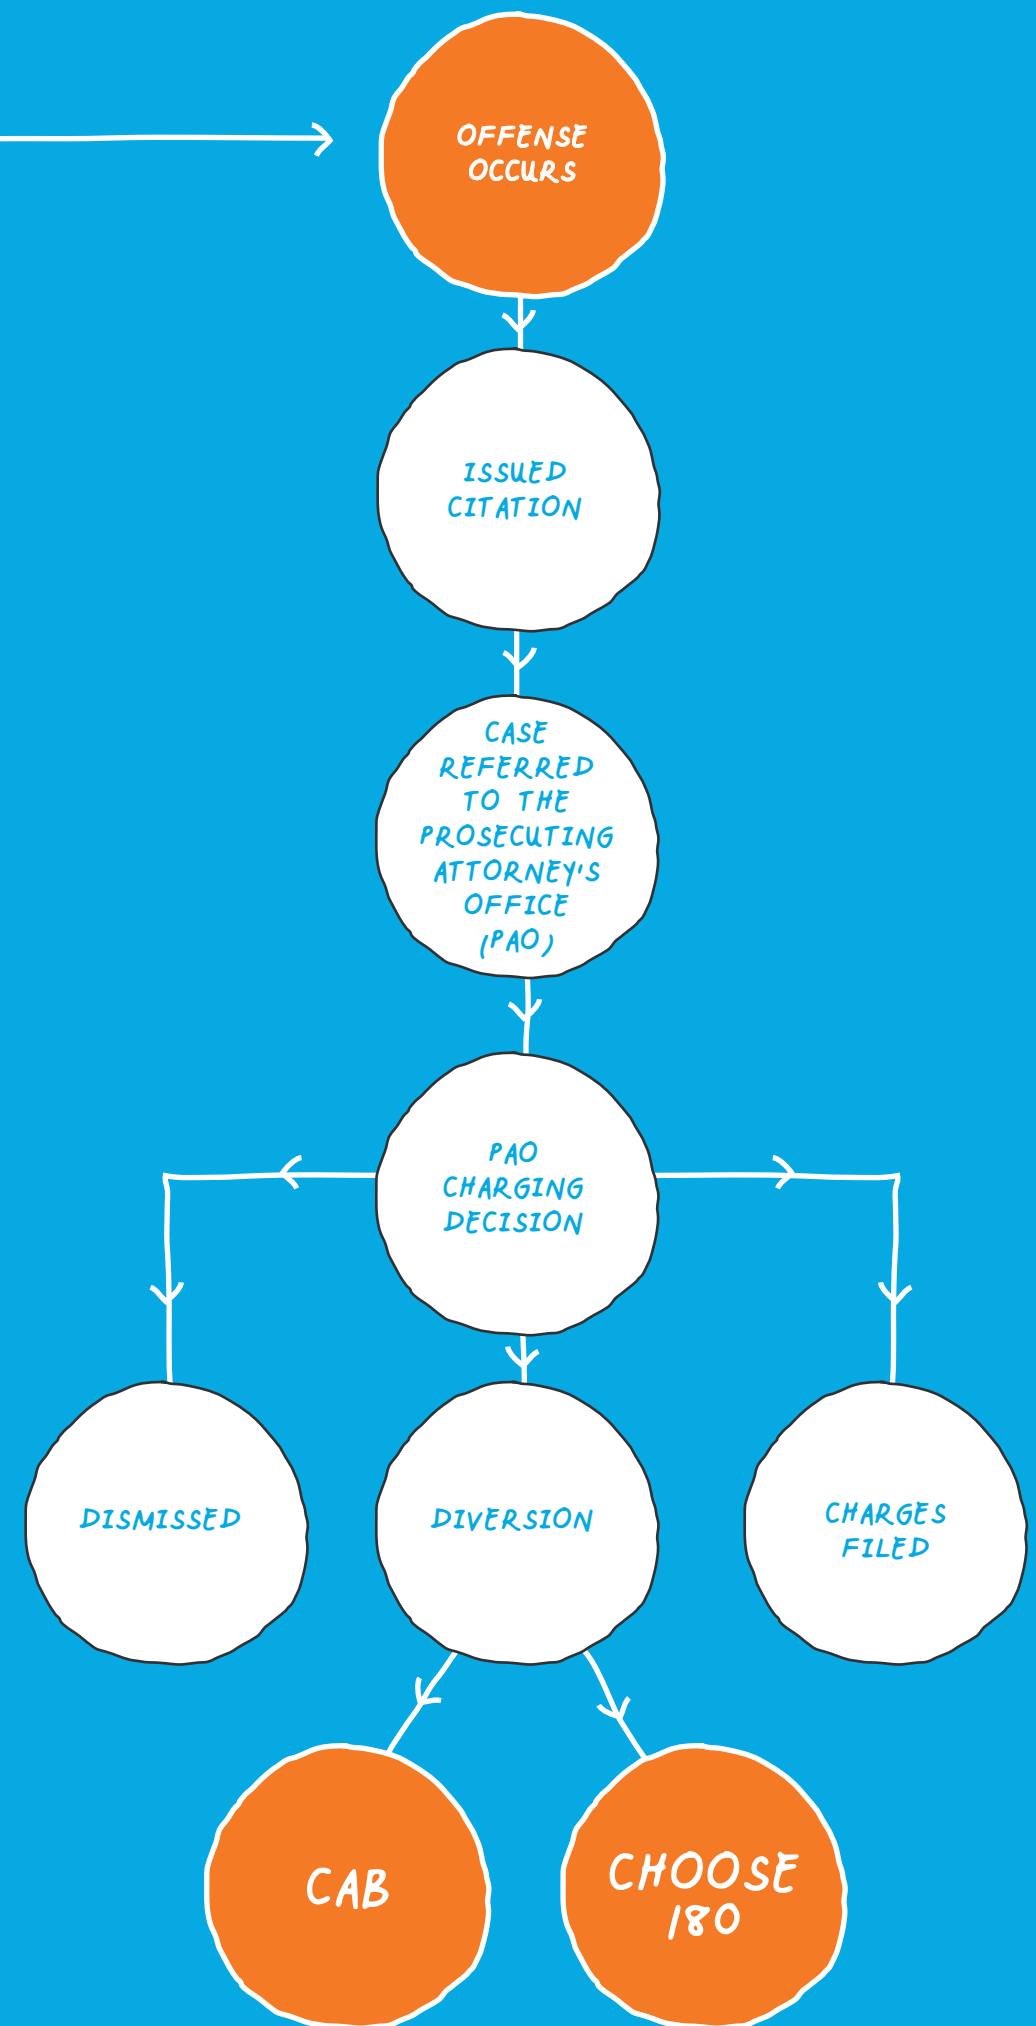 OFFENSE
OCCURS
ISSUED
CITATION
CASE
REFERRED
TO THE
PROSECUTING
ATTORNEY'S
OFFICE
(PAO)
PAO
CHARGING
DECISION
DISMISSED
DIVERSION
CHARGES
FILED
CAB
CHOOSE
180